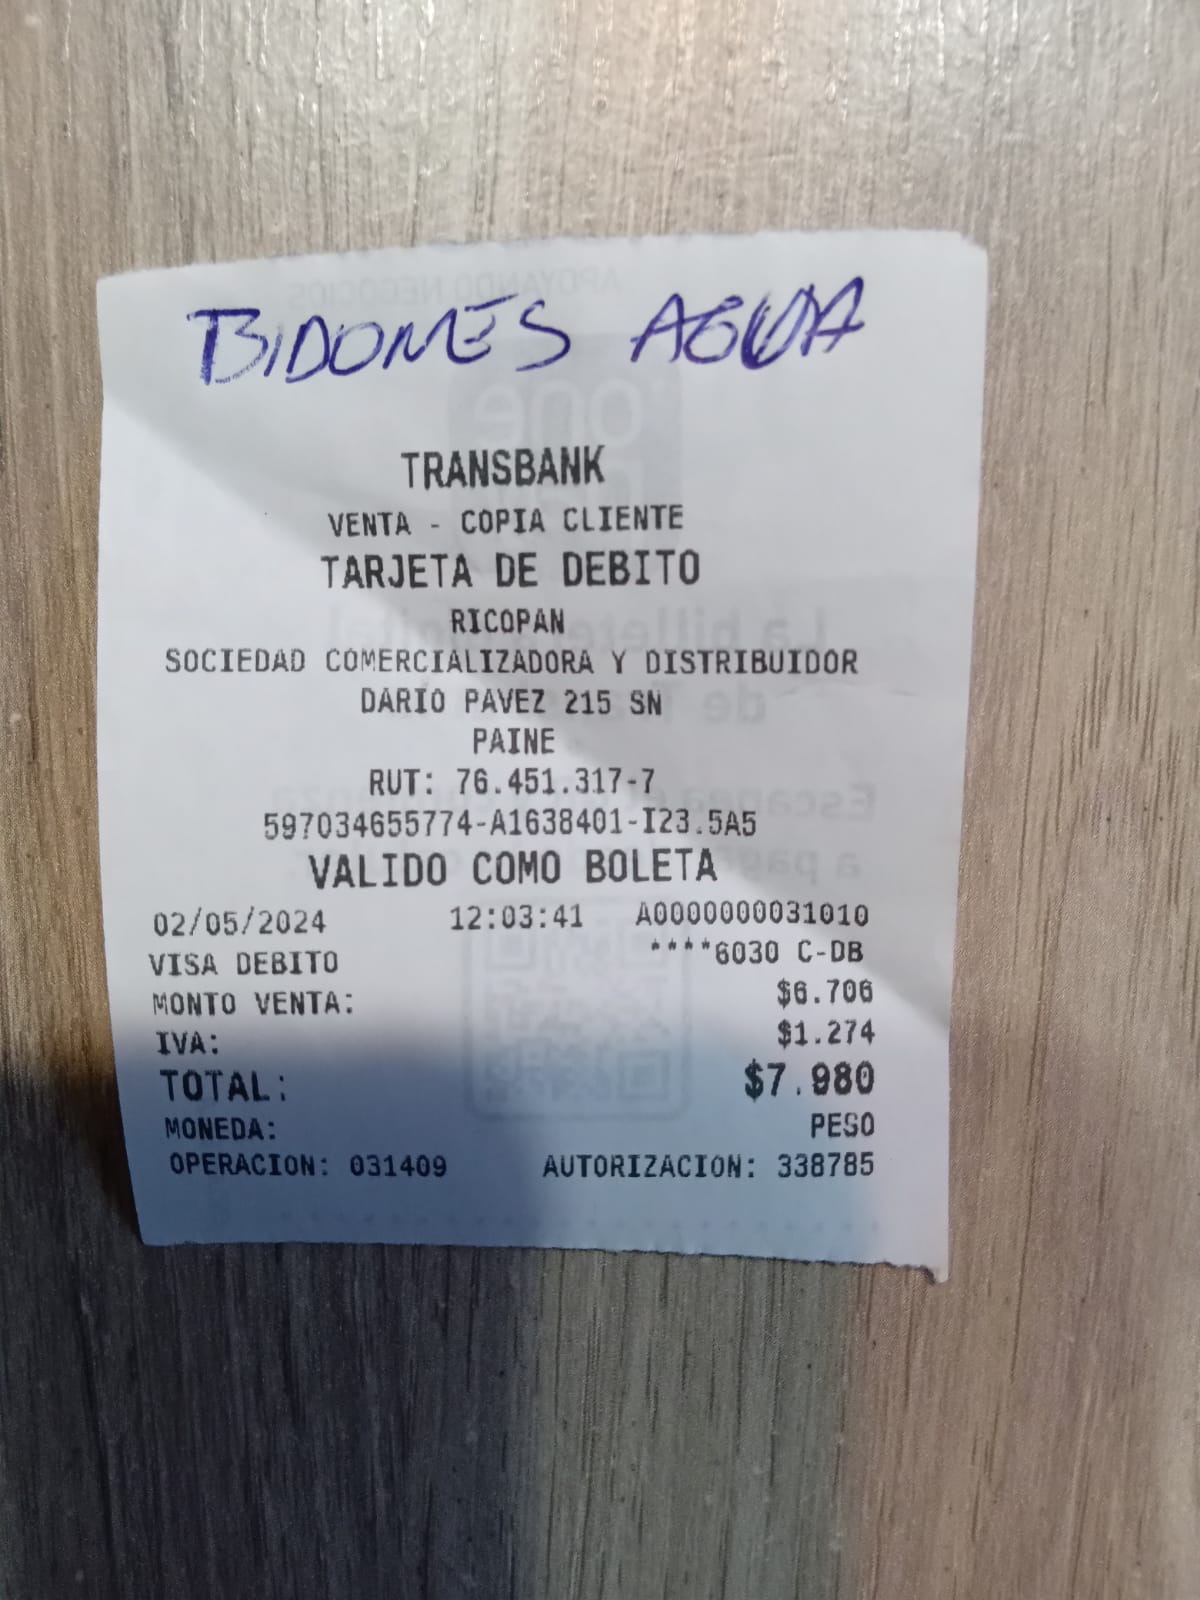 BIDONES AGUA
TRANSBANK
VENTA - COPIA CLIENTE
TARJETA DE DEBITO
RICOPAN
SOCIEDAD COMERCIALIZADORA Y DISTRIBUIDOR
DARIO PAVEZ 215 SN
PAINE
RUT: 76.451.317-7
597034655774-A1638401-I23.5A5
VALIDO COMO BOLETA
02/05/2024 12:03:41 A0000000031010
VISA DEBITO ****6030 C-DB
MONTO VENTA: $6.706
IVA: $1.274
TOTAL: $7.980
MONEDA: PESO
OPERACION: 031409 AUTORIZACION: 338785